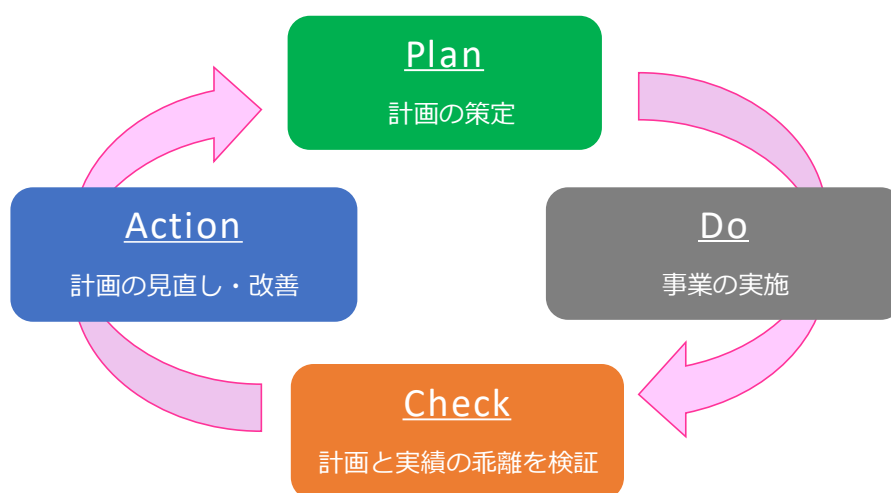 Plan
計画の策定
Do
事業の実施
Check
計画と実績の乖離を検証
Action
計画の見直し・改善